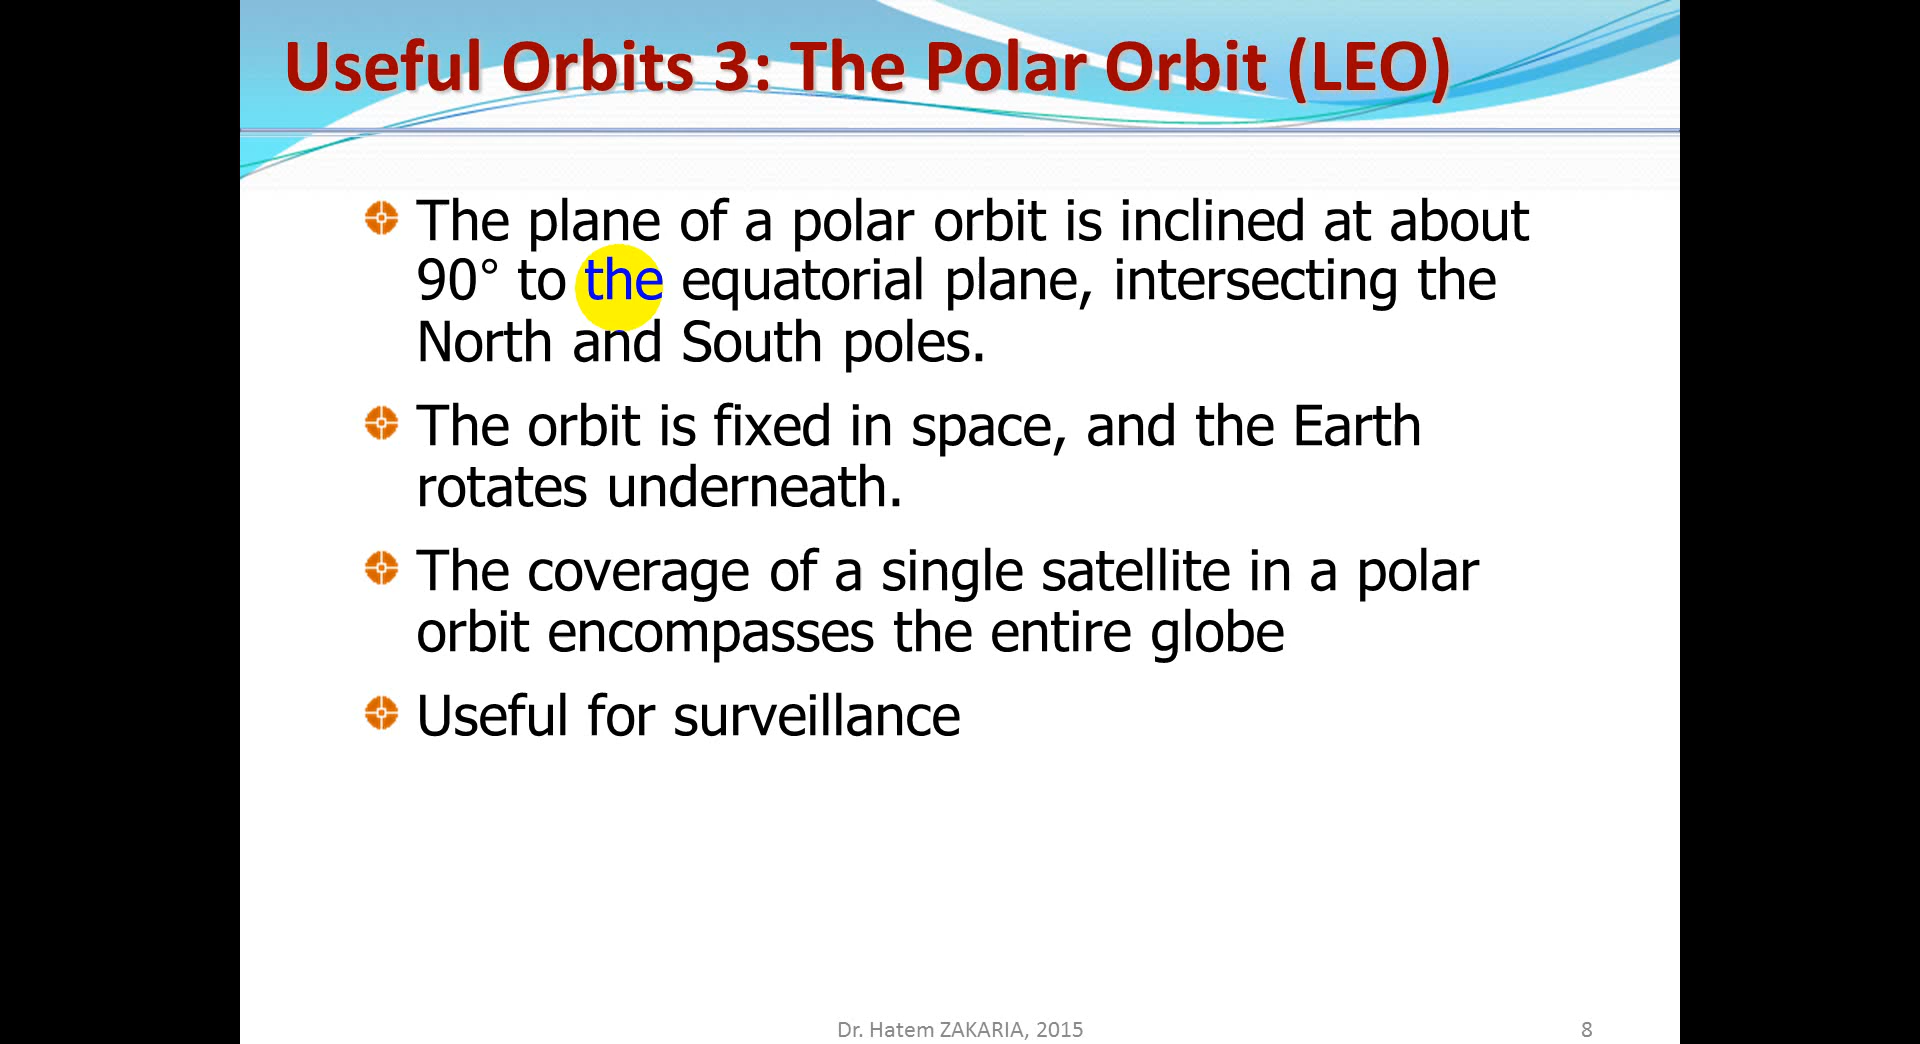 Useful Orbits 3: The Polar Orbit (LEO)
The plane of a polar orbit is inclined at about
90° to the equatorial plane, intersecting the
North and South poles.
The orbit is fixed in space, and the Earth
rotates underneath.
The coverage of a single satellite in a polar
orbit encompasses the entire globe
Useful for surveillance
Dr. Hatem ZAKARIA, 2015
8